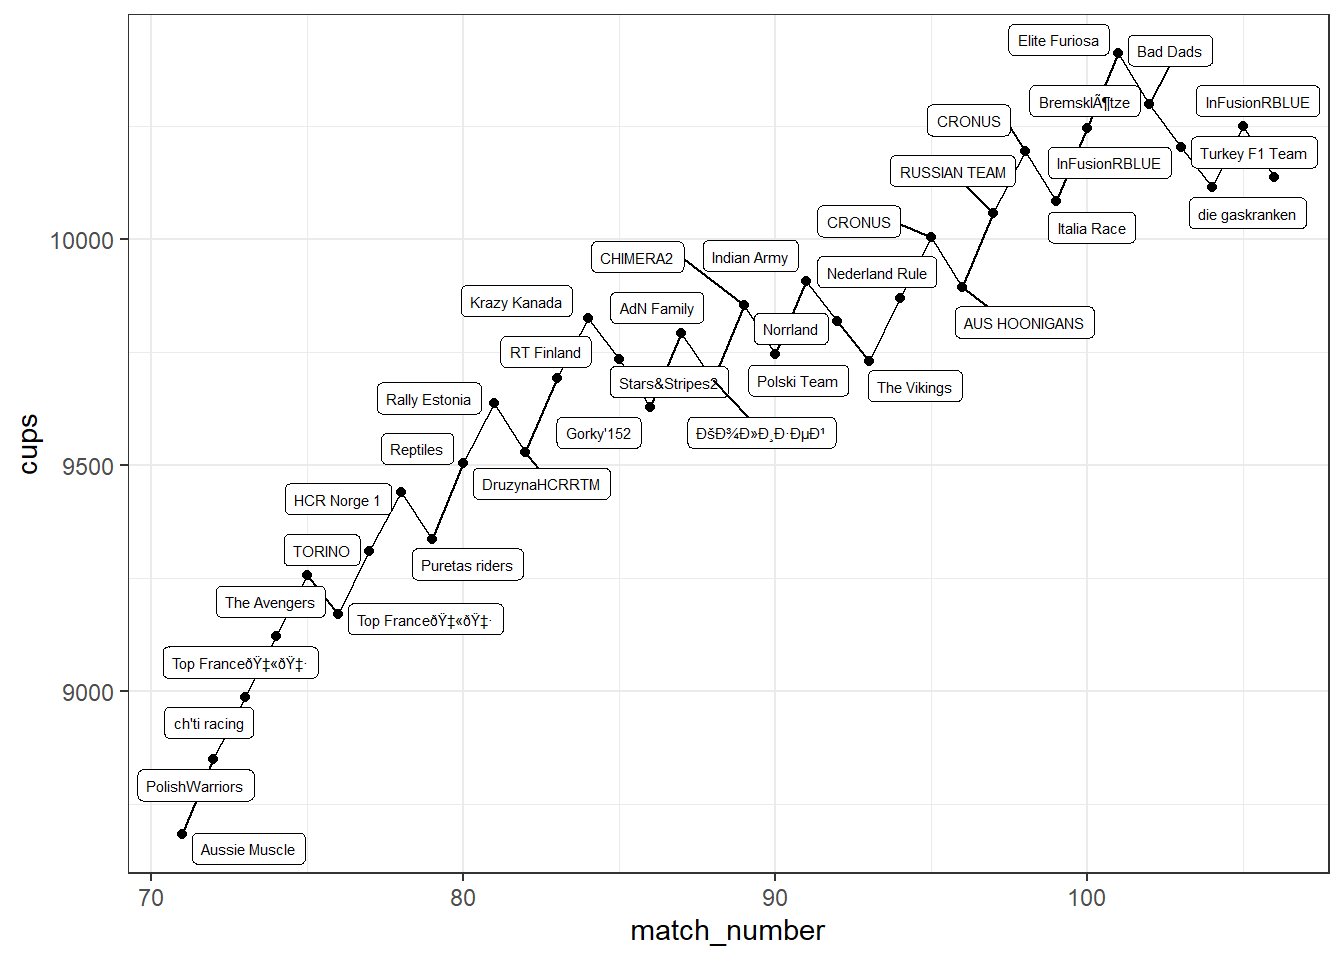 Elite Furiosa
Bad Dads
BremsklÃ¶tze
InFusionRBLUE
CRONUS
Turkey F1 Team
InFusionRBLUE
RUSSIAN TEAM
die gaskranken
CRONUS
Italia Race
10000
CHIMERA2
Indian Army
Nederland Rule
Krazy Kanada
AdN Family
AUS HOONIGANS
Norrland
RT Finland
Stars&Stripes2
Polski Team
The Vikings
Rally Estonia
Gorky'152
ÐšÐ¾Ð»Ð¸Ð·ÐµÐ¹
Reptiles
9500
DruzynaHCRRTM
HCR Norge 1
TORINO
Puretas riders
The Avengers
Top FranceðŸ‡«ðŸ‡·
Top FranceðŸ‡«ðŸ‡·
9000
ch'ti racing
PolishWarriors
Aussie Muscle
70 80 90 100
match_number
cups